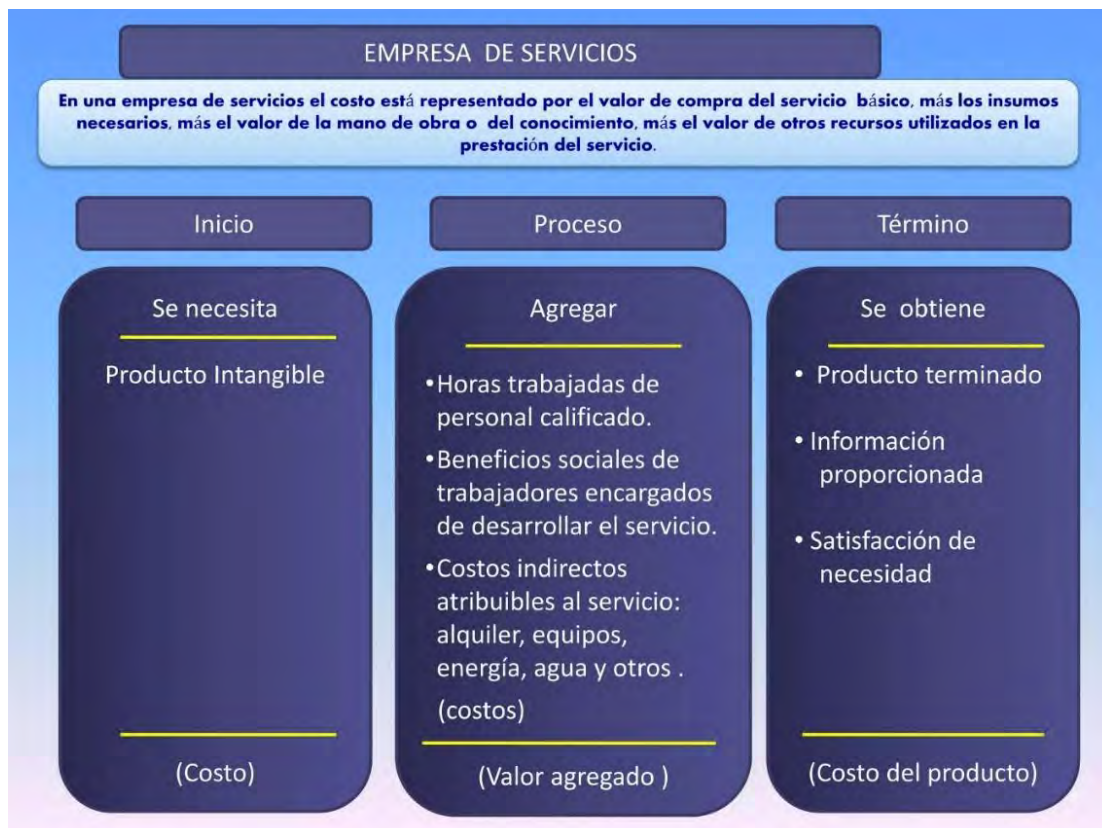 EMPRESA DE SERVICIOS
En una empresa de servicios el costo está representado por el valor de compra del servicio básico, más los insumos
necesarios, más el valor de la mano de obra o del conocimiento, más el valor de otros recursos utilizados en la
prestación del servicio.
Inicio
Se necesita
Producto Intangible
(Costo)
Proceso
Agregar
•Horas trabajadas de
personal calificado.
•Beneficios sociales de
trabajadores encargados
de desarrollar el servicio.
•Costos indirectos
atribuibles al servicio:
alquiler, equipos,
energía, agua y otros .
(costos)
(Valor agregado )
Término
Se obtiene
• Producto terminado
• Información
proporcionada
• Satisfacción de
necesidad
(Costo del producto)